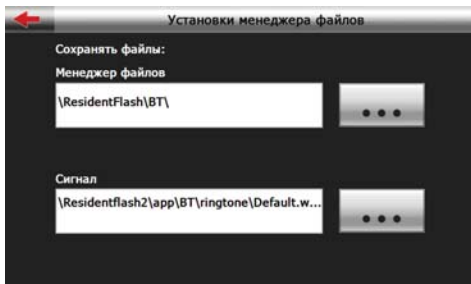 Установки менеджера файлов
Сохранять файлы:
Менеджер файлов
\ResidentFlash\BT\
Сигнал
\Residentflash2\app\BT\ringtone\Default.w...